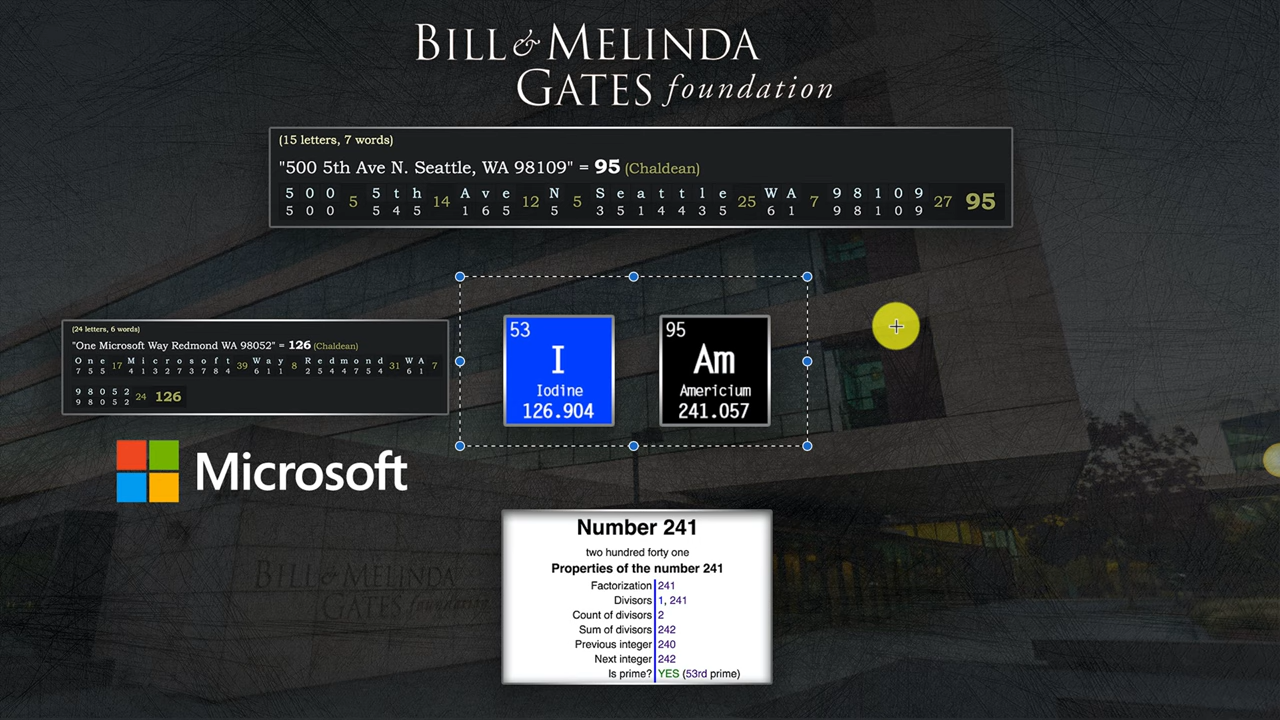 BILL & MELINDA
GATES foundation
(15 letters, 7 words)
"500 5th Ave N. Seattle, WA 98109" = 95 (Chaldean)
5 0 0 5 5 t h 14 A v e 12 N 5 S e a t t l e 25 W A 7 9 8 1 0 9 27 95
5 0 0 5 4 5 1 6 5 5 3 5 1 4 4 3 5 6 1 9 8 1 0 9
53
I
Iodine
126.904
95
Am
Americium
241.057
(24 letters, 6 words)
"One Microsoft Way Redmond WA 98052" = 126 (Chaldean)
O n e 17 M i c r o s o f t 39 W a y 8 R e d m o n d 31 W A 7
7 5 5 4 1 3 2 7 3 7 8 4 6 1 1 2 5 4 4 7 5 4 6 1
9 8 0 5 2 24 126
9 8 0 5 2
Microsoft
BILL & MELINDA
GATES foundation
Number 241
two hundred forty one
Properties of the number 241
Factorization 241
Divisors 1, 241
Count of divisors 2
Sum of divisors 242
Previous integer 240
Next integer 242
Is prime? YES (53rd prime)